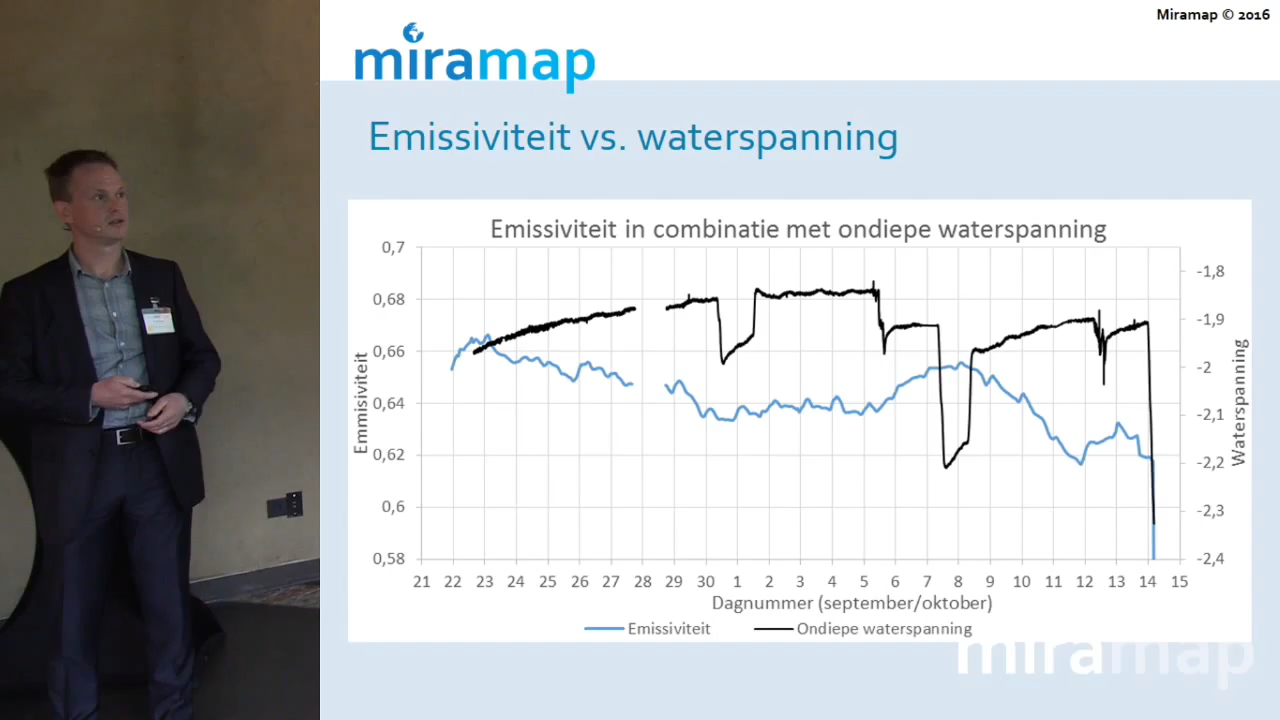 Miramap © 2016
miramap
Emissiviteit vs. waterspanning
Emissiviteit in combinatie met ondiepe waterspanning
0,7
0,68
0,66
0,64
0,62
0,6
0,58
Emmisiviteit
-1,8
-1,9
-2
-2,1
-2,2
-2,3
-2,4
Waterspanning
21 22 23 24 25 26 27 28 29 30 1 2 3 4 5 6 7 8 9 10 11 12 13 14 15
Dagnummer (september/oktober)
Emissiviteit Ondiepe waterspanning
miramap